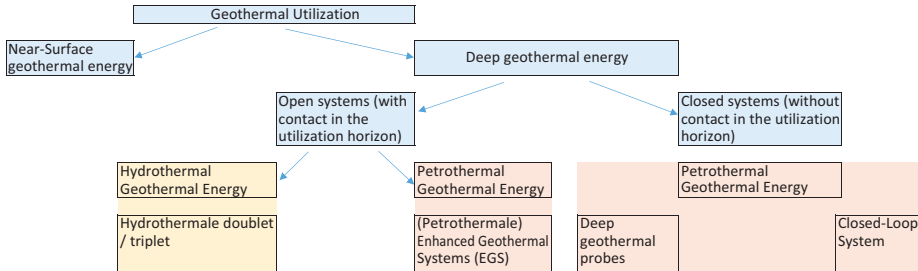 Geothermal Utilization
Near-Surface
geothermal energy
Deep geothermal energy
Open systems (with
contact in the
utilization horizon)
Closed systems (without
contact in the utilization
horizon)
Hydrothermal
Geothermal Energy
Petrothermal
Geothermal Energy
Petrothermal
Geothermal Energy
Hydrothermale doublet
/ triplet
(Petrothermale)
Enhanced Geothermal
Systems (EGS)
Deep
geothermal
probes
Closed-Loop
System